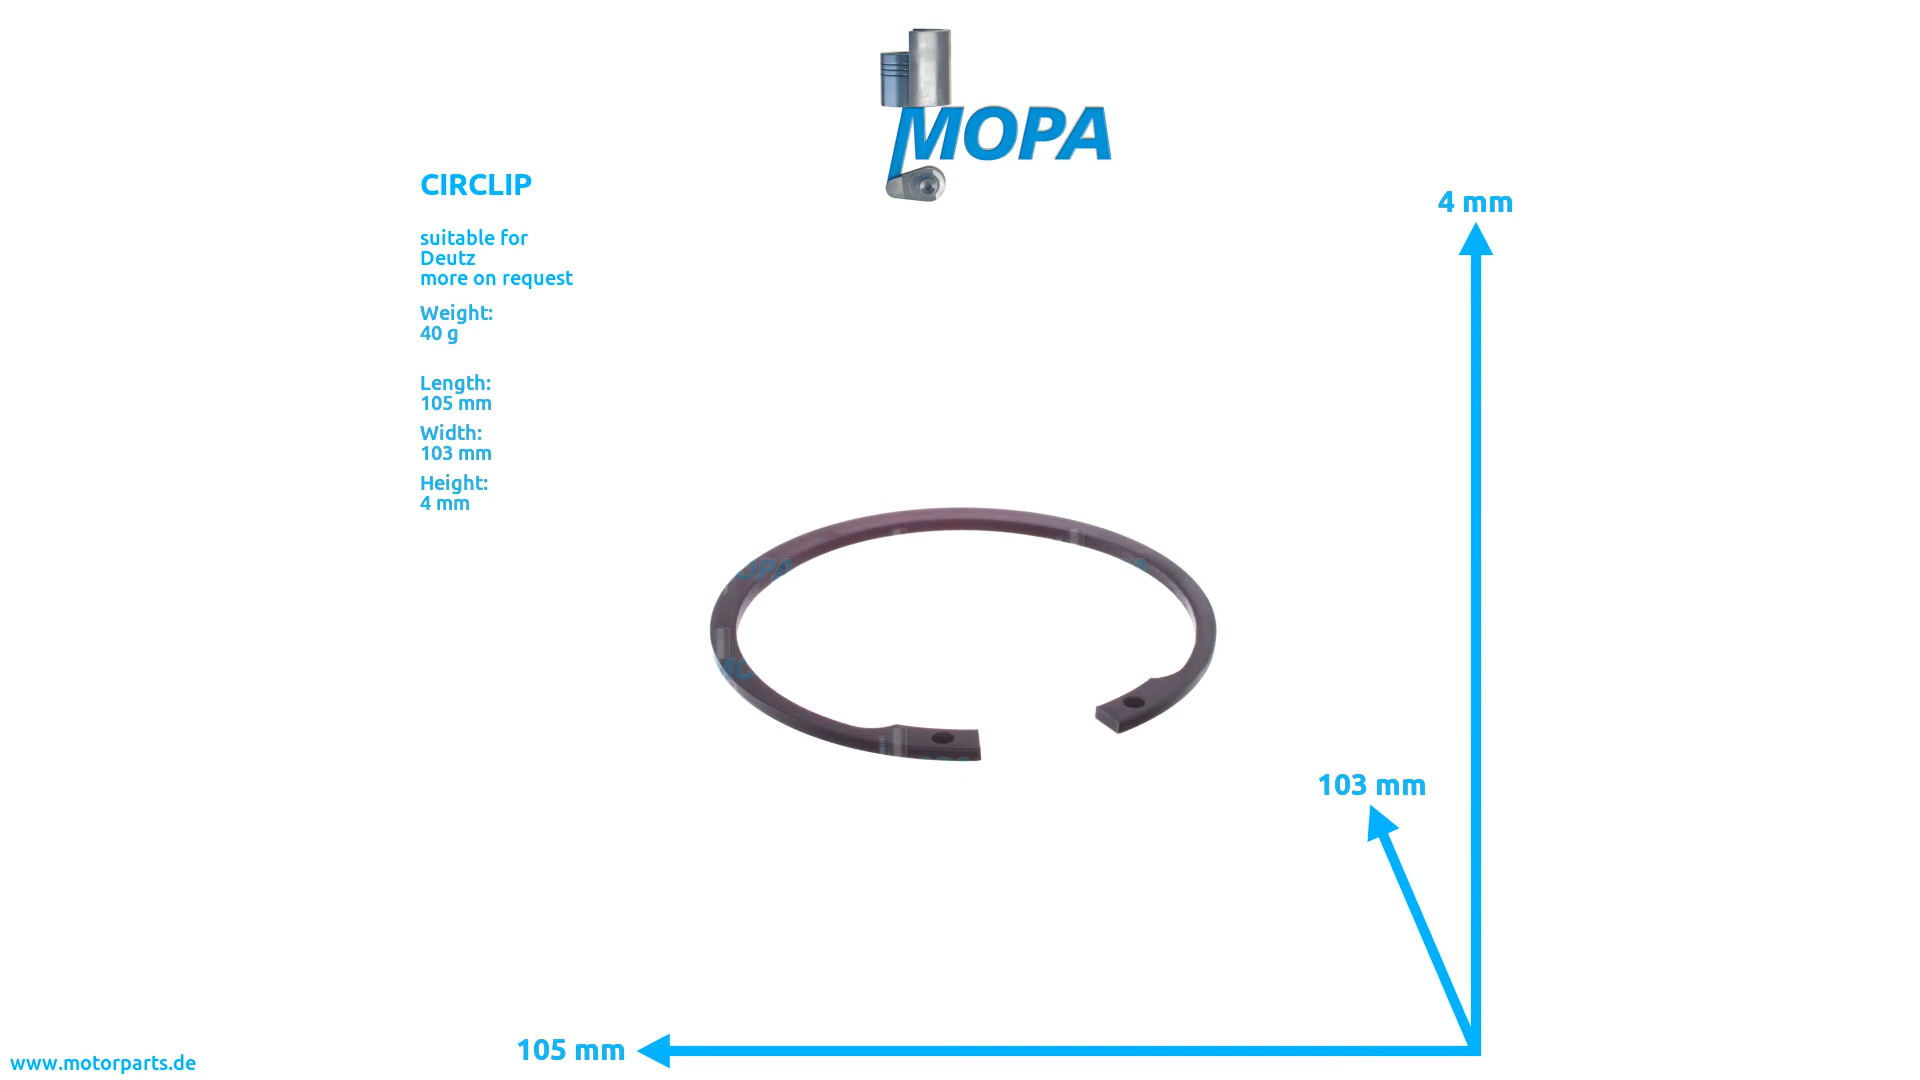 MOPA
CIRCLIP
suitable for
Deutz
more on request
Weight:
40 g
Length:
105 mm
Width:
103 mm
Height:
4 mm
4 mm
103 mm
105 mm
www.motorparts.de
OPA